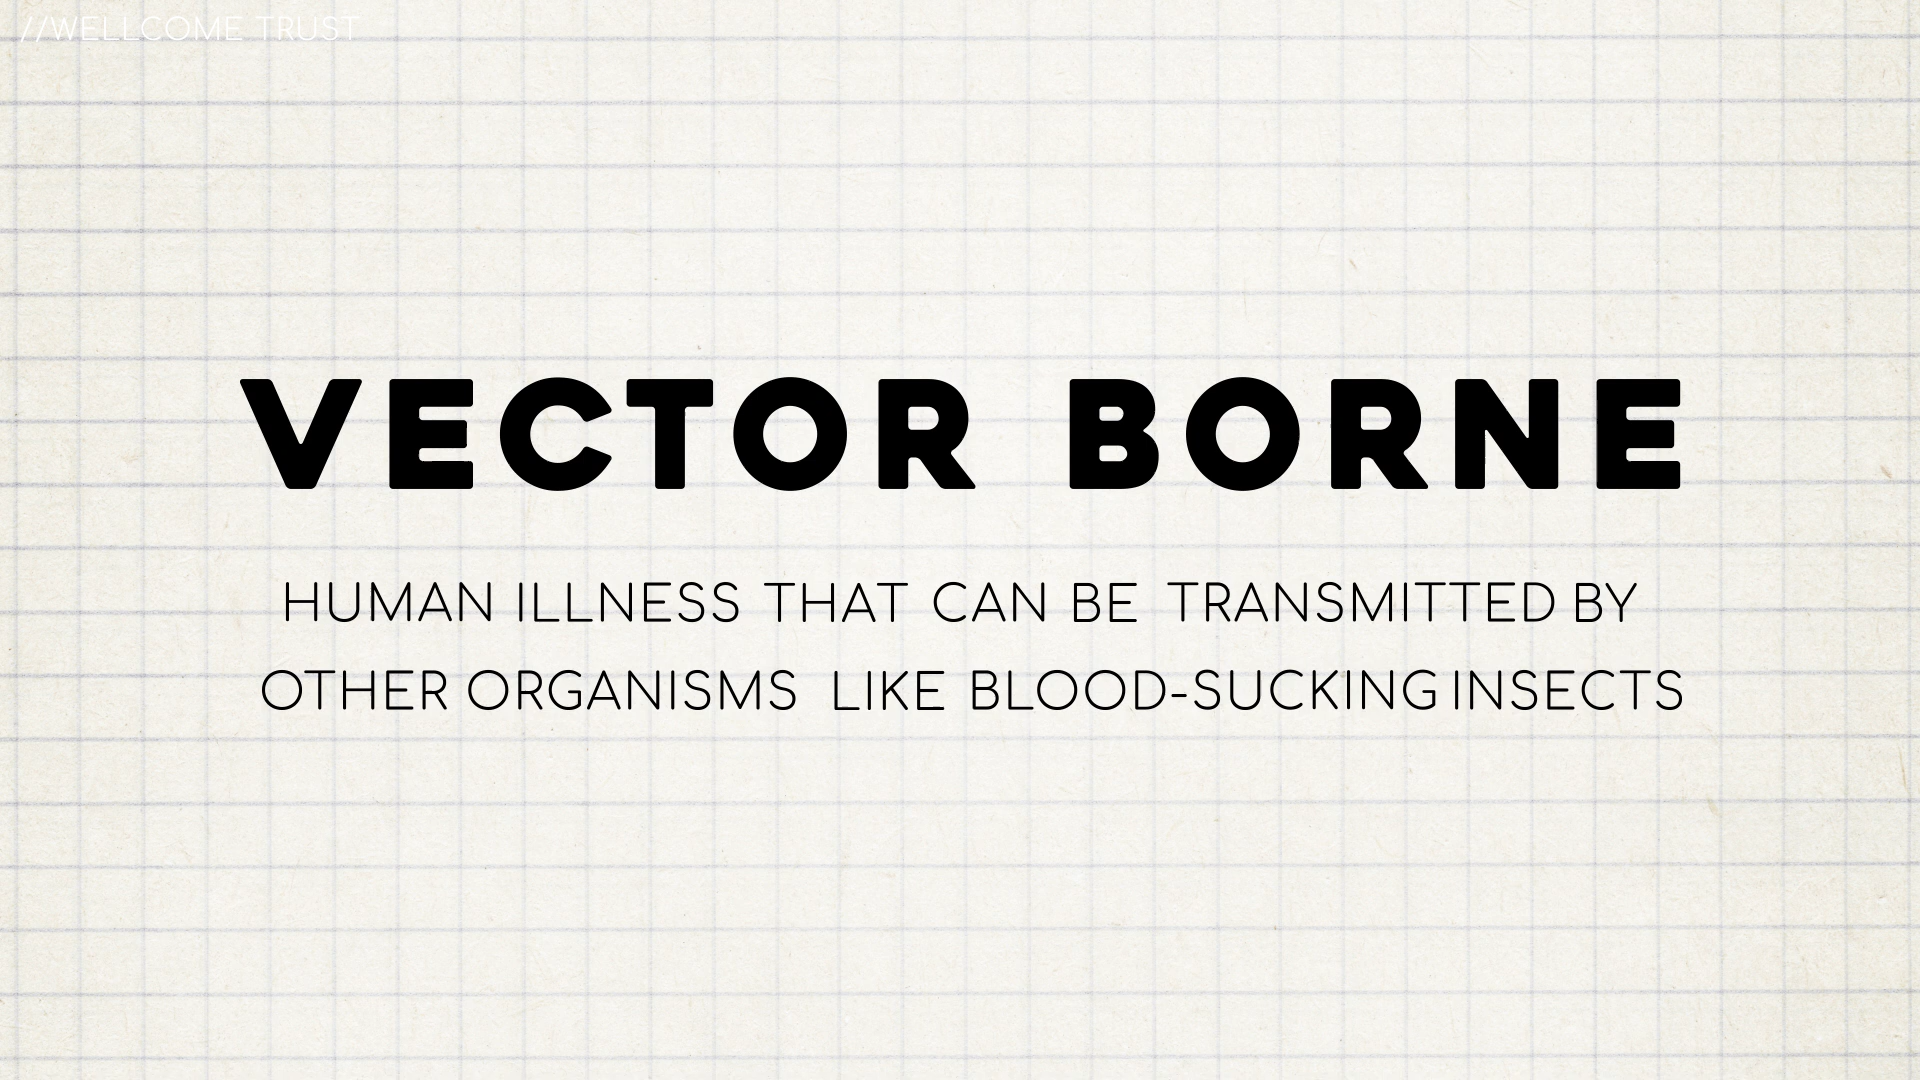 //WELLCOME TRUST
VECTOR BORNE
HUMAN ILLNESS THAT CAN BE TRANSMITTED BY
OTHER ORGANISMS LIKE BLOOD-SUCKING INSECTS